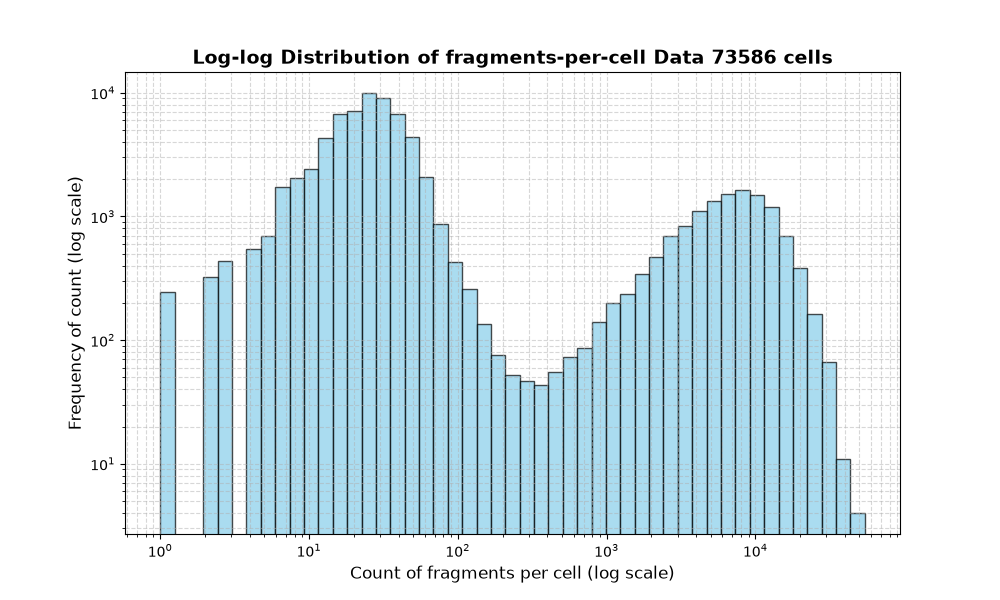 Log-log Distribution of fragments-per-cell Data 73586 cells
Frequency of count (log scale)
10⁴
10³
10²
10¹
10⁰ 10¹ 10² 10³ 10⁴
Count of fragments per cell (log scale)